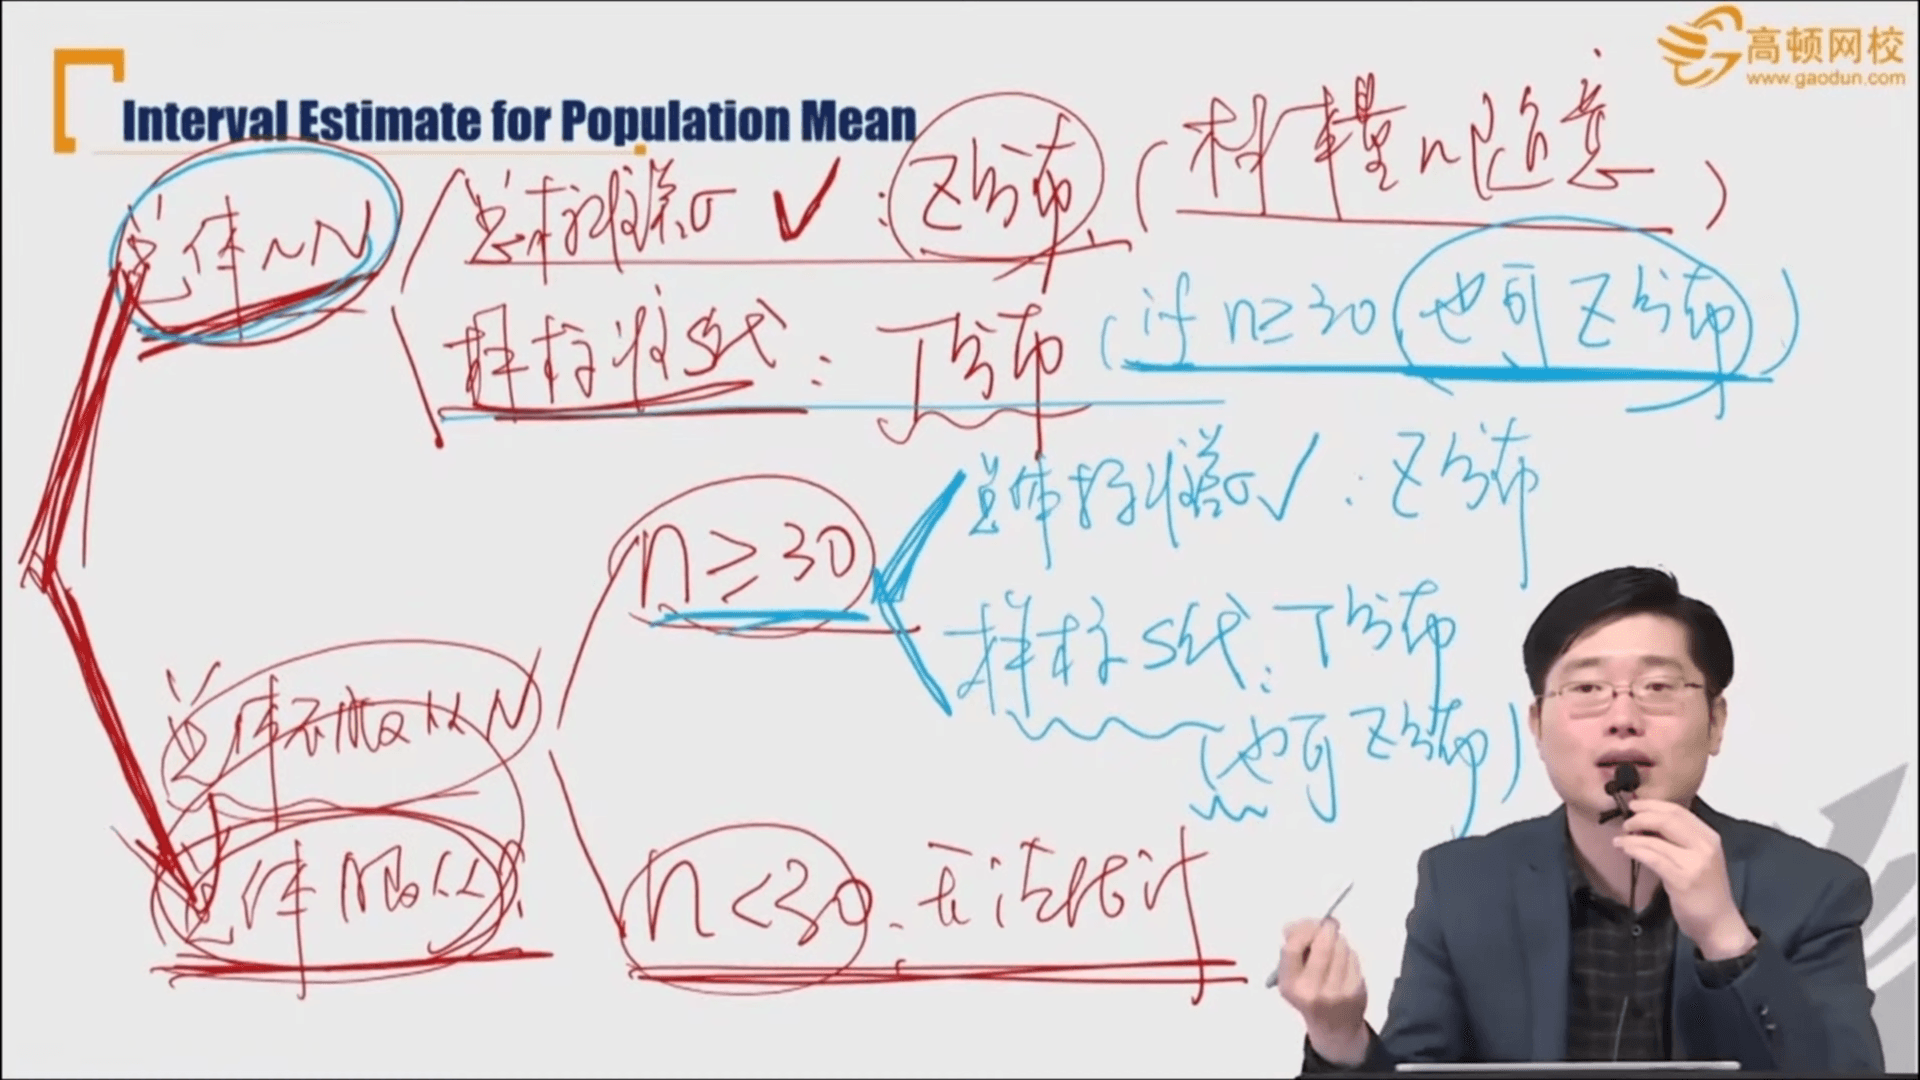 高顿网校
www.gaodun.com
Interval Estimate for Population Mean
总体~N
总体标准差σ ✓ : Z分布 (样本量n随意)
样本标准差S代 : T分布 (if n≥30 也可Z分布)
总体不服从N
n≥30
总体标准差σ✓ : Z分布
样本标S代 : T分布
(也可Z分布)
总体服从
n<30 . 无法估计